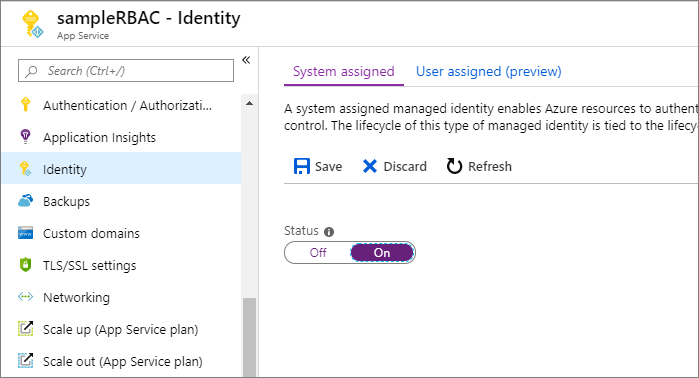 sampleRBAC - Identity
App Service
Search (Ctrl+/)
Authentication / Authorizati...
Application Insights
Identity
Backups
Custom domains
TLS/SSL settings
Networking
Scale up (App Service plan)
Scale out (App Service plan)
System assigned
User assigned (preview)
A system assigned managed identity enables Azure resources to authent
control. The lifecycle of this type of managed identity is tied to the lifecyc
Save
Discard
Refresh
Status
Off
On